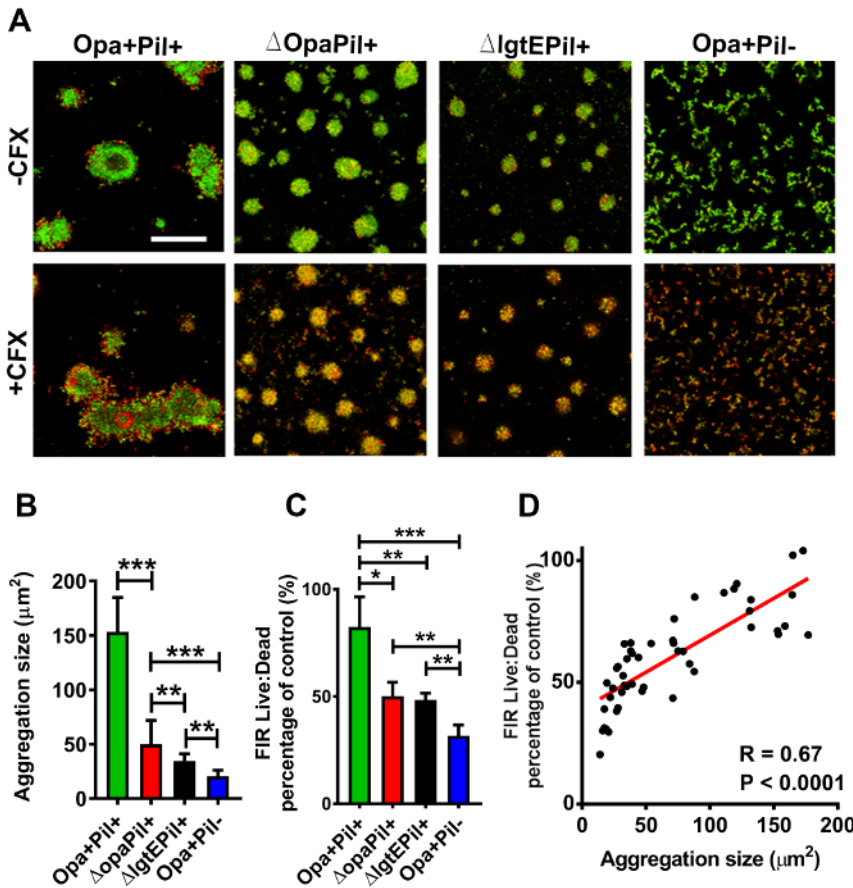 A
Opa+Pil+
ΔOpaPil+
ΔlgtEPil+
Opa+Pil-
-CFX
+CFX
B
Aggregation size (μm²)
200
150
100
50
0
***
***
**
**
Opa+Pil+
ΔopaPil+
ΔlgtEPil+
Opa+Pil-
C
FIR Live:Dead
percentage of control (%)
100
50
0
***
**
*
**
**
Opa+Pil+
ΔopaPil+
ΔlgtEPil+
Opa+Pil-
D
FIR Live:Dead
percentage of control (%)
100
50
0
R = 0.67
P < 0.0001
0 50 100 150 200
Aggregation size (μm²)